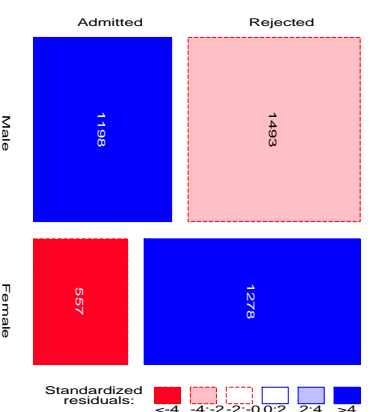 Admitted Rejected
Male
1198 1493
Female
557 1278
Standardized
residuals:
<-4 -4:-2 -2:-0 0:2 2:4 >4